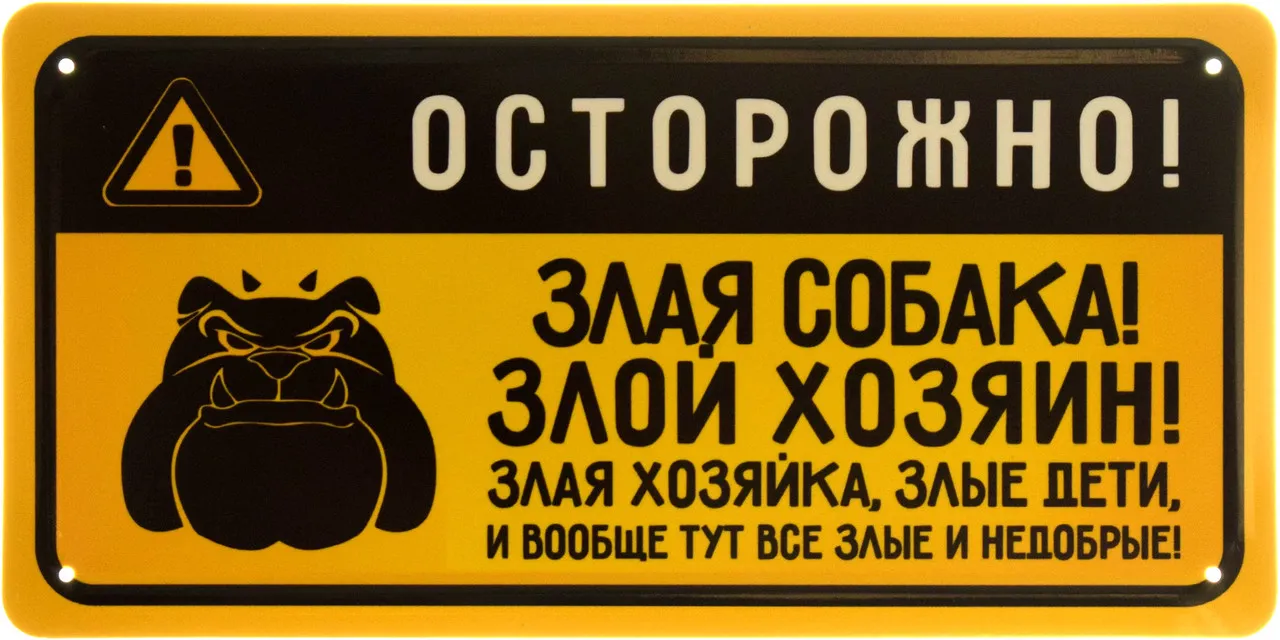 ОСТОРОЖНО!
ЗЛАЯ СОБАКА!
ЗЛОЙ ХОЗЯИН!
ЗЛАЯ ХОЗЯЙКА, ЗЛЫЕ ДЕТИ,
И ВООБЩЕ ТУТ ВСЕ ЗЛЫЕ И НЕДОБРЫЕ!